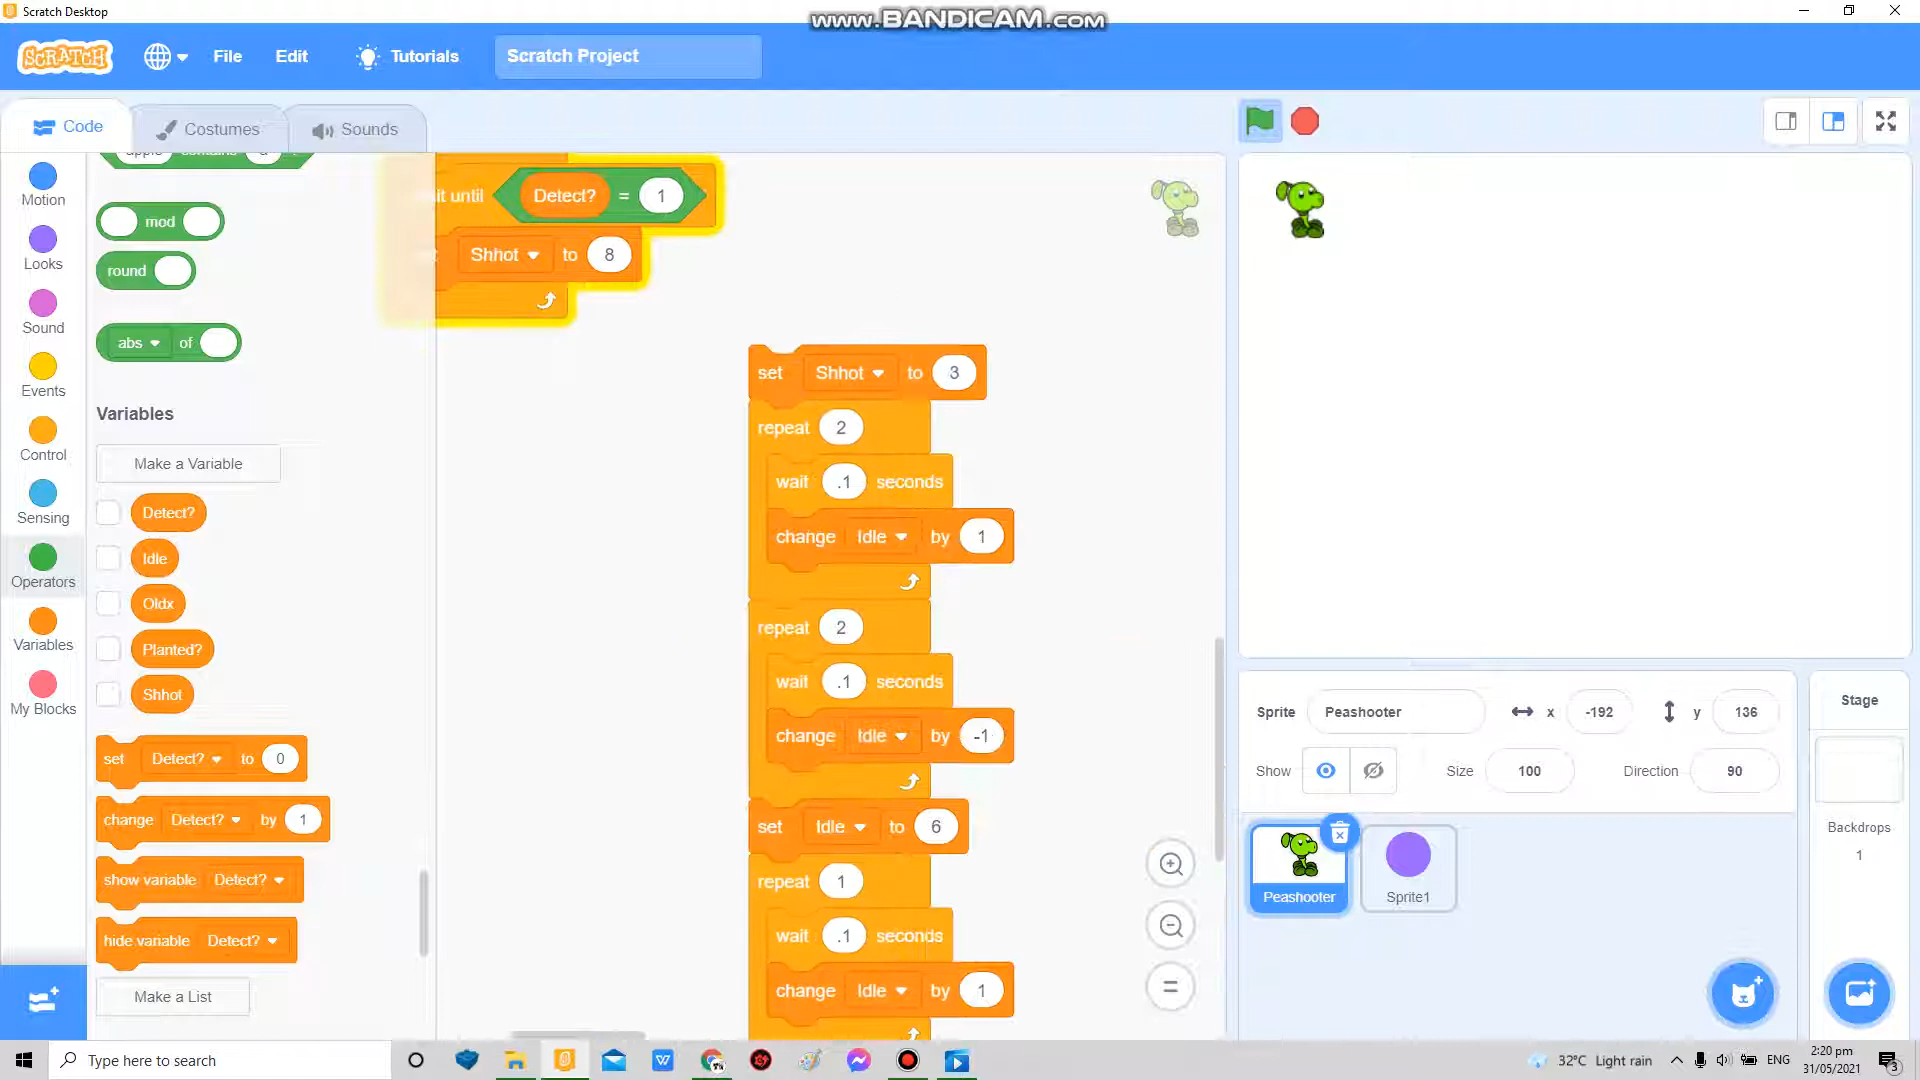 Scratch Desktop
www.BANDICAM.com
SCRATCH
File
Edit
Tutorials
Scratch Project
Code
Costumes
Sounds
Motion
Looks
Sound
Events
Control
Sensing
Operators
Variables
My Blocks
mod
round
abs of
Variables
Make a Variable
Detect?
Idle
Oldx
Planted?
Shhot
set Detect? to 0
change Detect? by 1
show variable Detect?
hide variable Detect?
Make a List
it until Detect? = 1
Shhot to 8
set Shhot to 3
repeat 2
wait .1 seconds
change Idle by 1
repeat 2
wait .1 seconds
change Idle by -1
set Idle to 6
repeat 1
wait .1 seconds
change Idle by 1
Sprite Peashooter x -192 y 136
Show Size 100 Direction 90
Peashooter
Sprite1
Stage
Backdrops
1
Type here to search
32°C Light rain
ENG
2:20 pm
31/05/2021
3